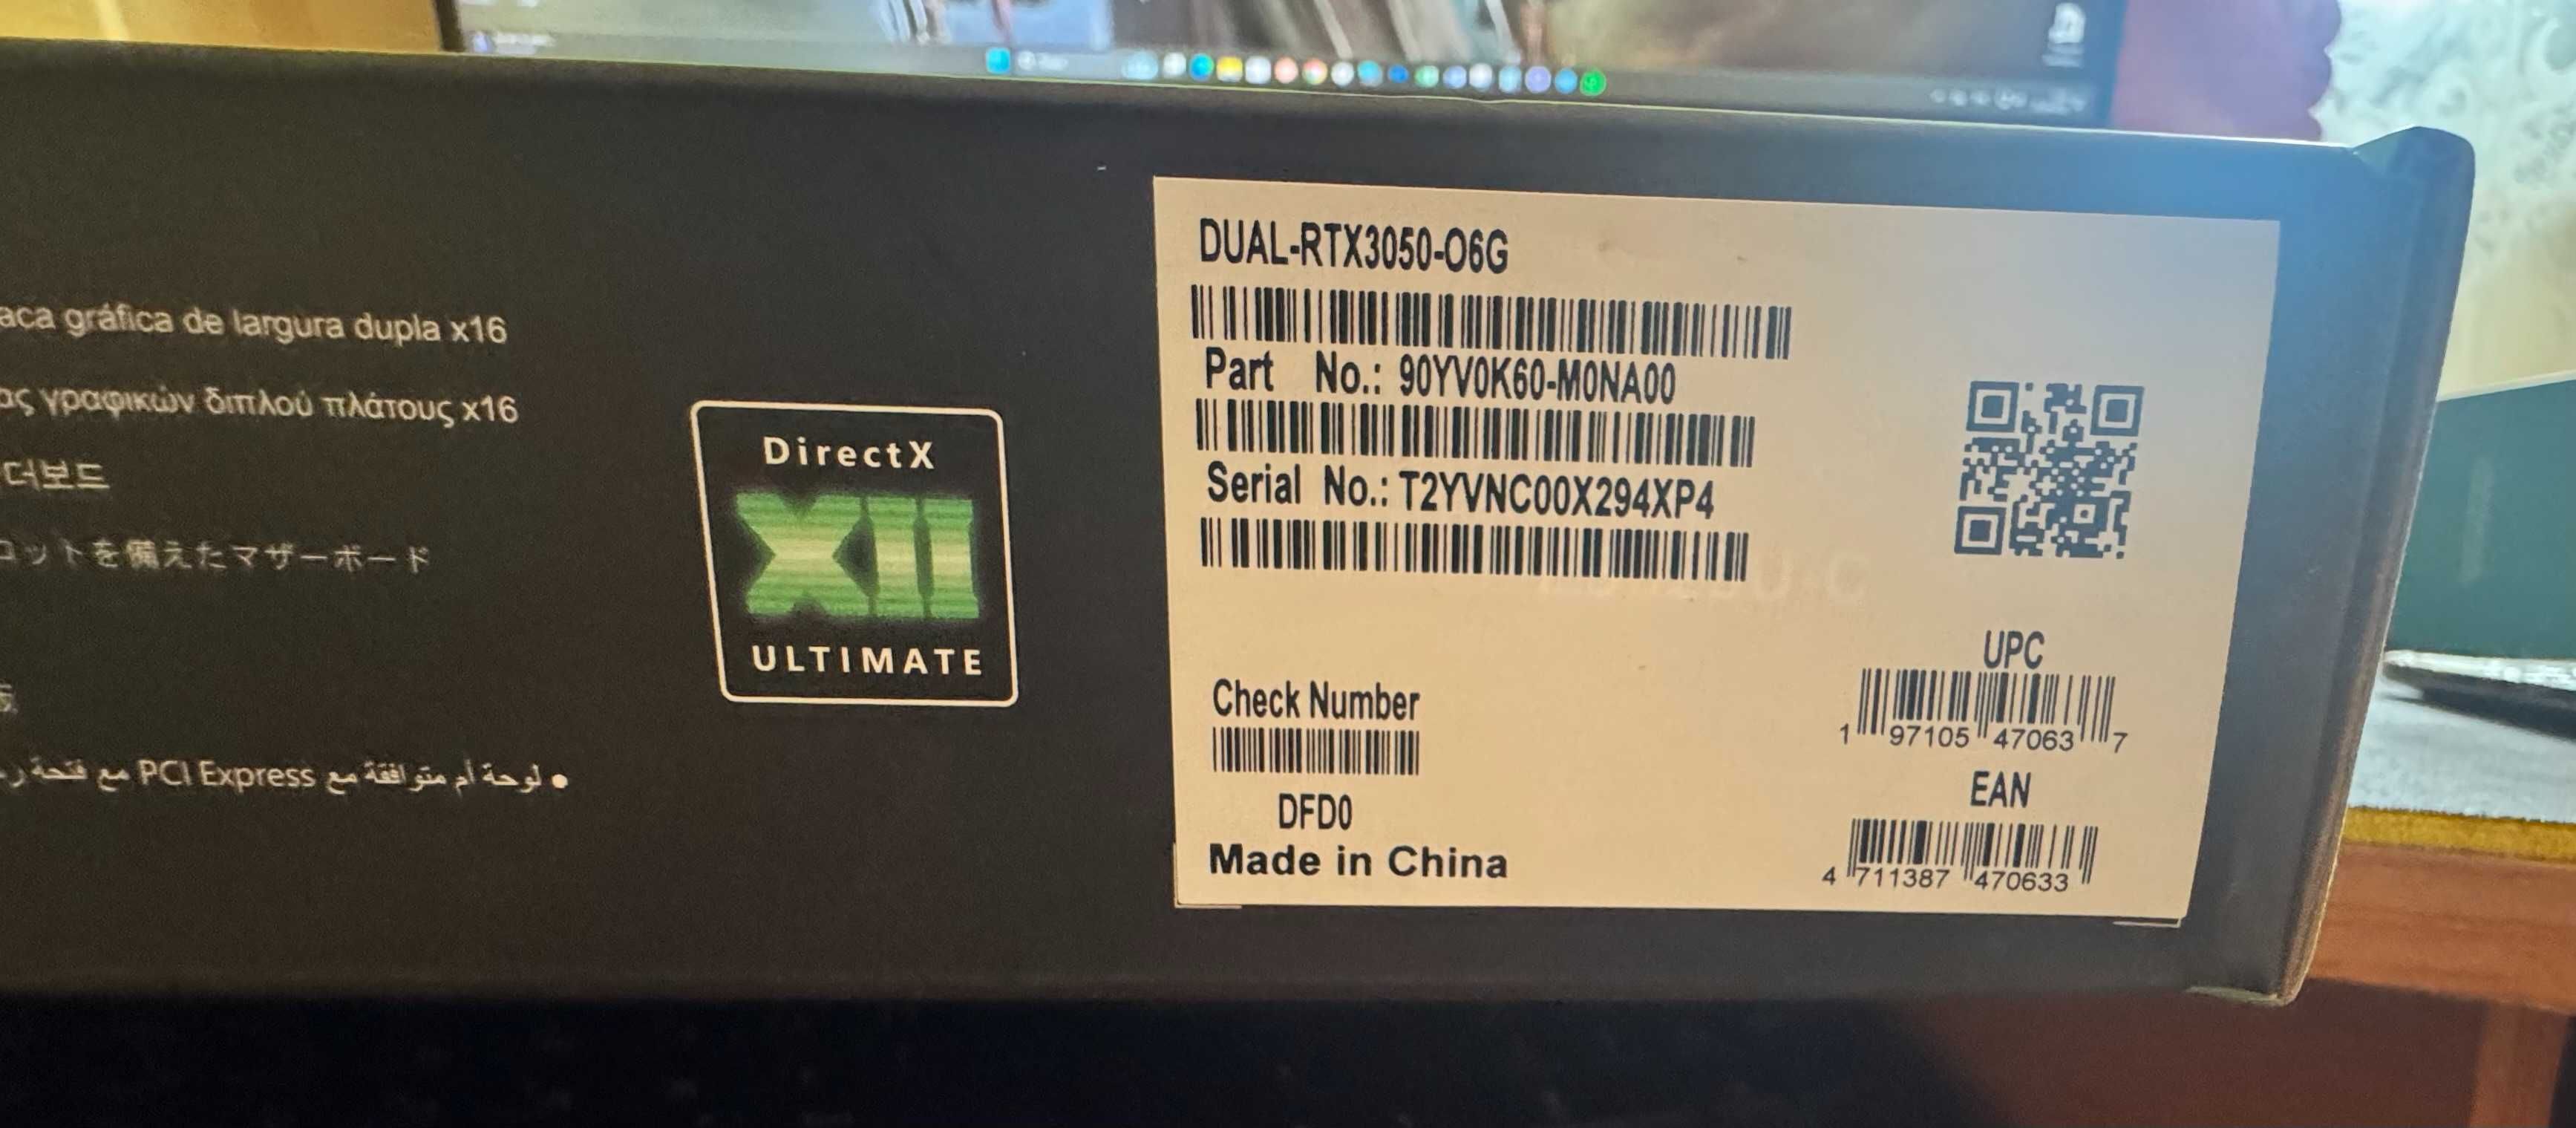 aca gráfica de largura dupla x16
ας γραφικών διπλού πλάτους x16
더보드
ロットを備えたマザーボード
• لوحة أم متوافقة مع PCI Express مع فتحة
DirectX
XII
ULTIMATE
DUAL-RTX3050-O6G
Part No.: 90YV0K60-M0NA00
Serial No.: T2YVNC00X294XP4
Check Number
DFD0
Made in China
UPC
1 97105 47063 7
EAN
4 711387 470633